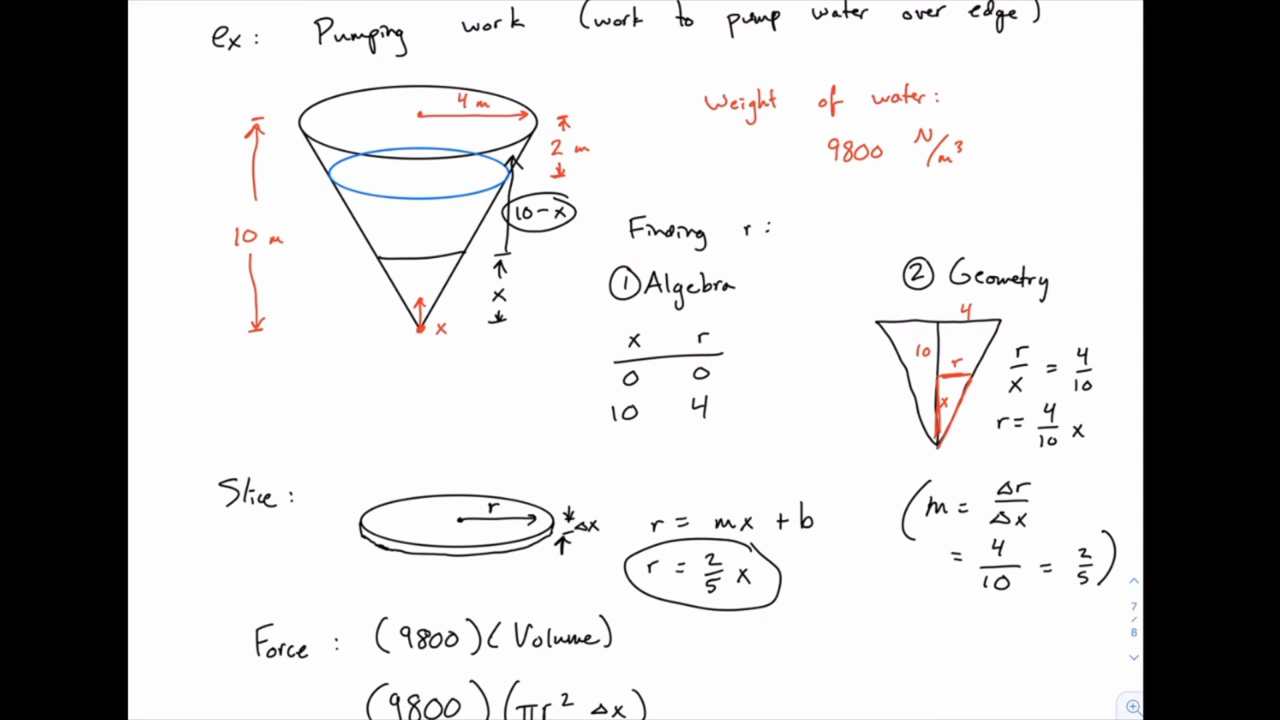 ex: Pumping work (work to pump water over edge)
4 m
2 m
10 m
10 - x
x
x
Weight of water:
9800 N/m³
Finding r:
① Algebra
x r
0 0
10 4
② Geometry
4
10
r
x
r/x = 4/10
r = 4/10 x
Slice:
r
Δx
r = mx + b
r = 2/5 x
(m = Δr/Δx
= 4/10 = 2/5)
Force: (9800)(Volume)
(9800)(πr² Δx)
7
/
8